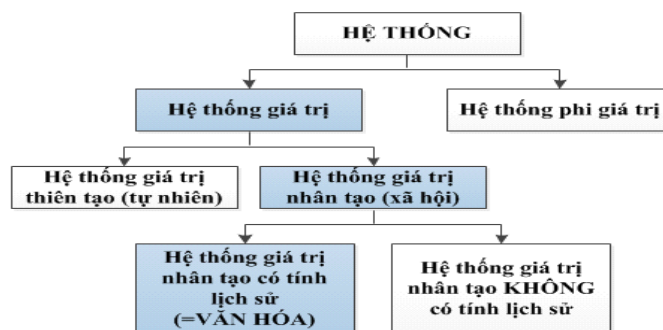 HỆ THỐNG
Hệ thống giá trị
Hệ thống phi giá trị
Hệ thống giá trị
thiên tạo (tự nhiên)
Hệ thống giá trị
nhân tạo (xã hội)
Hệ thống giá trị
nhân tạo có tính
lịch sử
(=VĂN HÓA)
Hệ thống giá trị
nhân tạo KHÔNG
có tính lịch sử